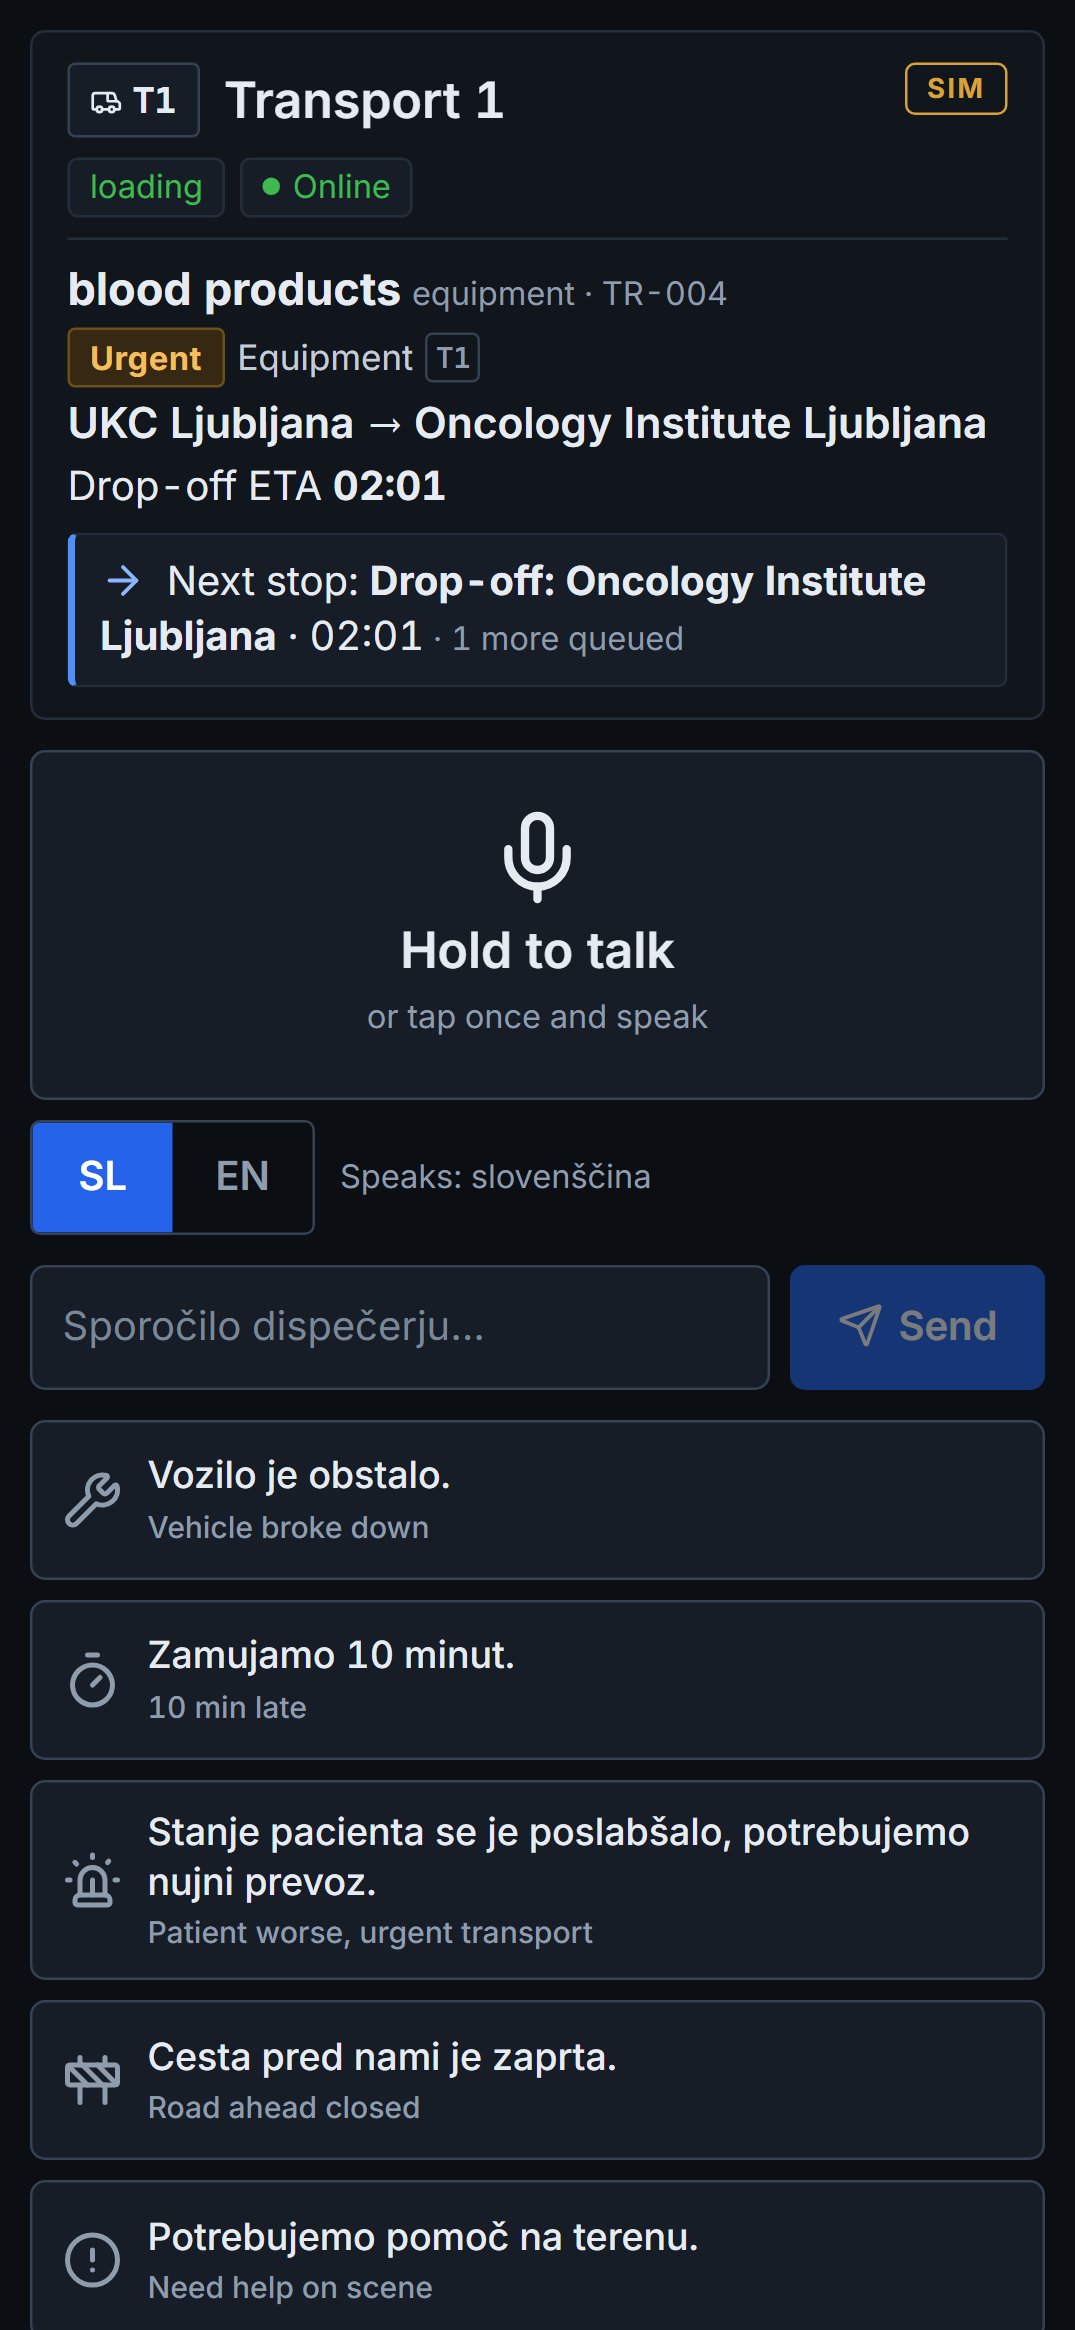 T1 Transport 1 SIM
loading Online
blood products equipment · TR-004
Urgent Equipment T1
UKC Ljubljana → Oncology Institute Ljubljana
Drop-off ETA 02:01
→ Next stop: Drop-off: Oncology Institute
Ljubljana · 02:01 · 1 more queued
Hold to talk
or tap once and speak
SL EN Speaks: slovenščina
Sporočilo dispečerju... Send
Vozilo je obstalo.
Vehicle broke down
Zamujamo 10 minut.
10 min late
Stanje pacienta se je poslabšalo, potrebujemo
nujni prevoz.
Patient worse, urgent transport
Cesta pred nami je zaprta.
Road ahead closed
Potrebujemo pomoč na terenu.
Need help on scene